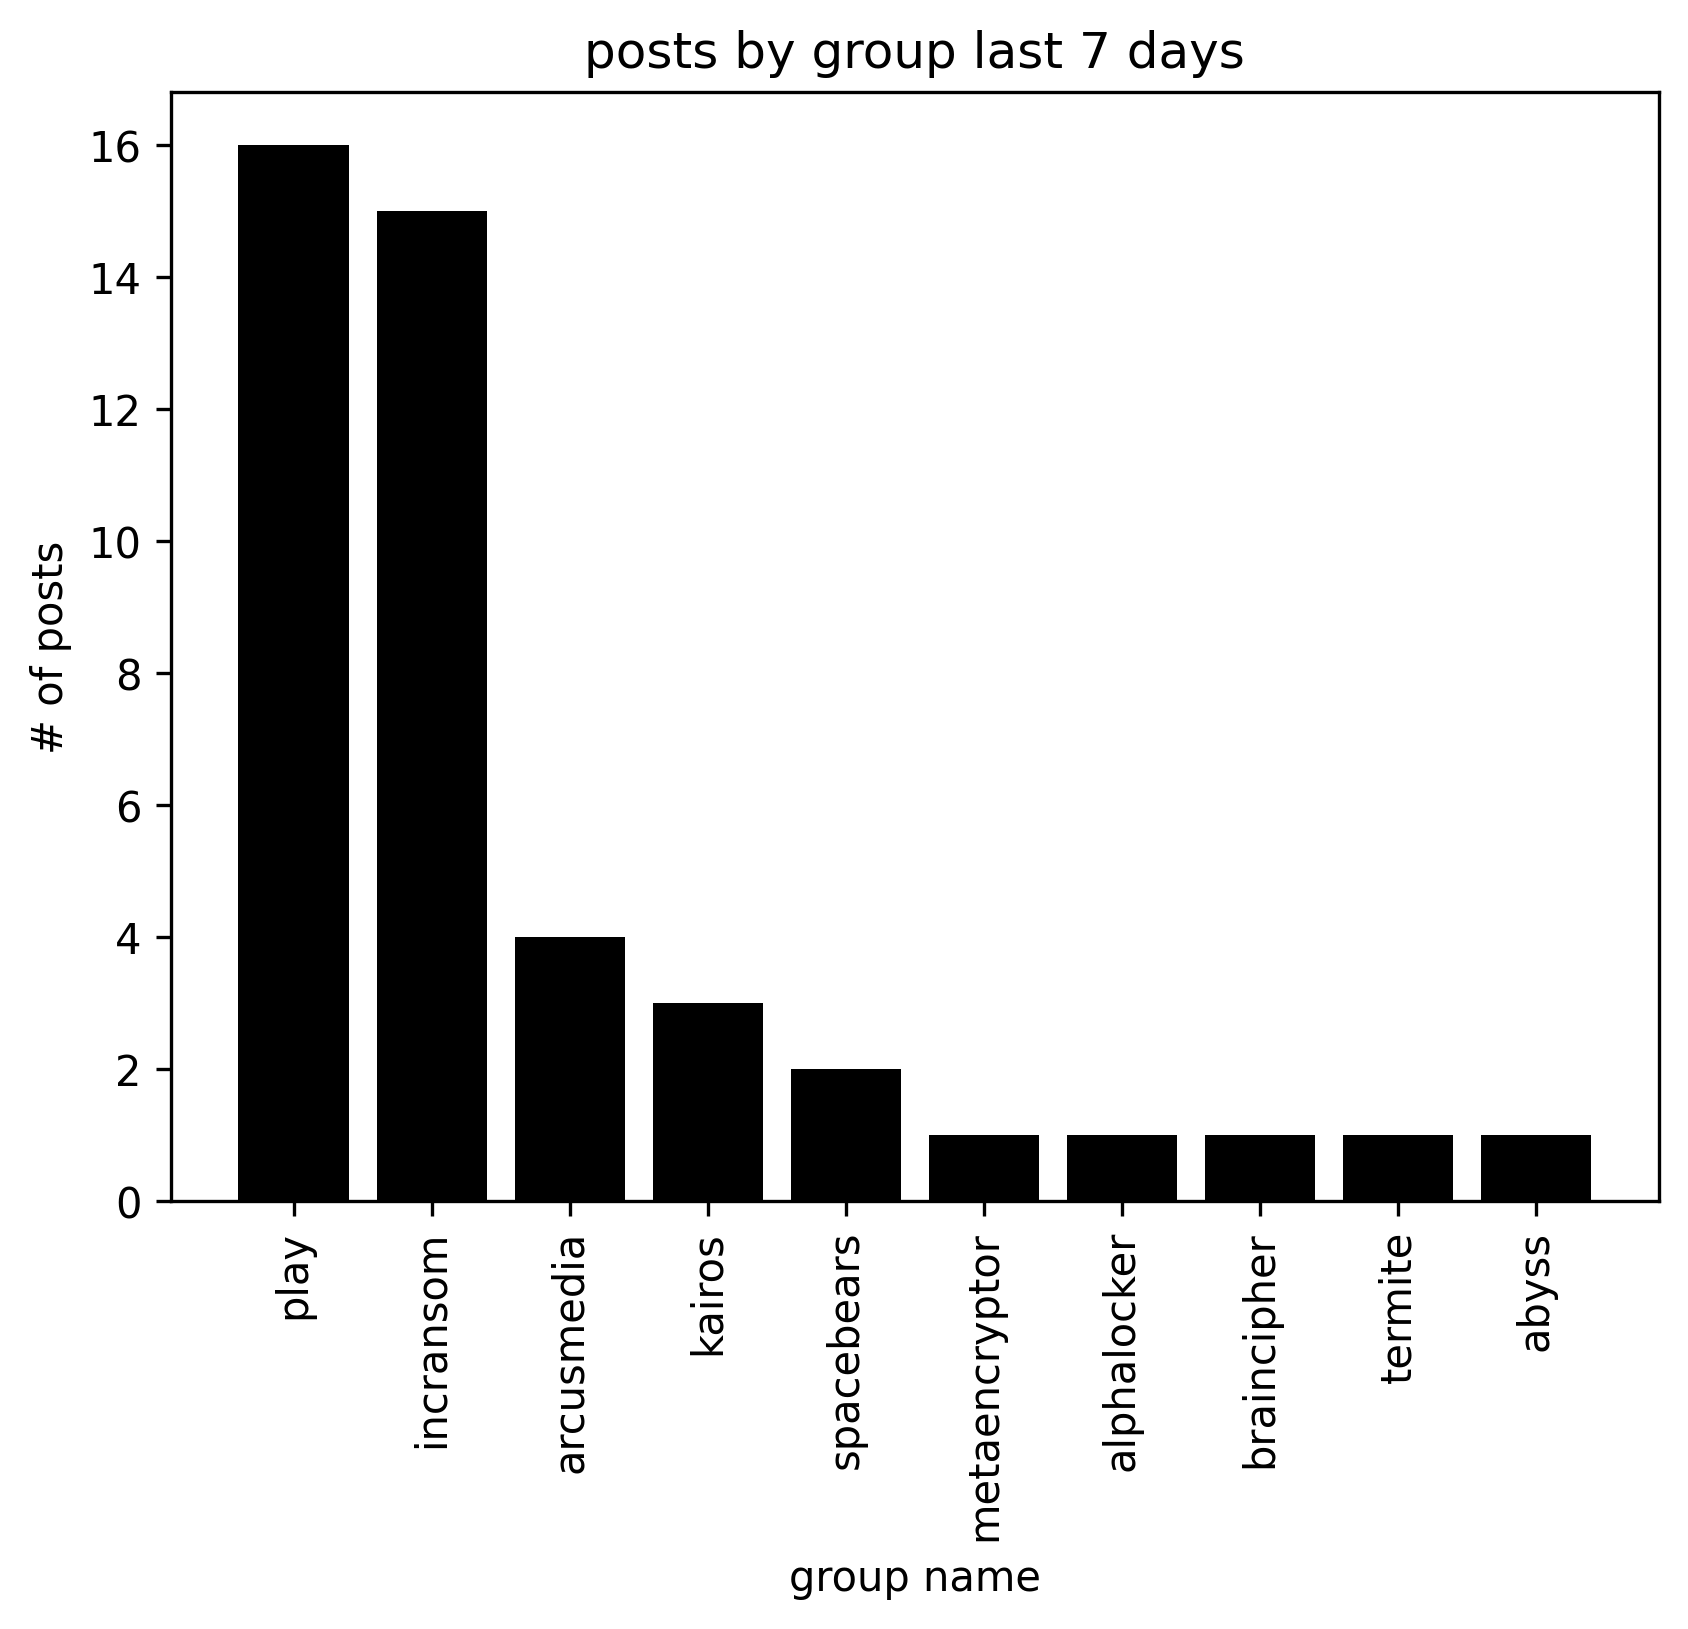 posts by group last 7 days
# of posts
16
14
12
10
8
6
4
2
0
play
incransom
arcusmedia
kairos
spacebears
metaencryptor
alphalocker
braincipher
termite
abyss
group name